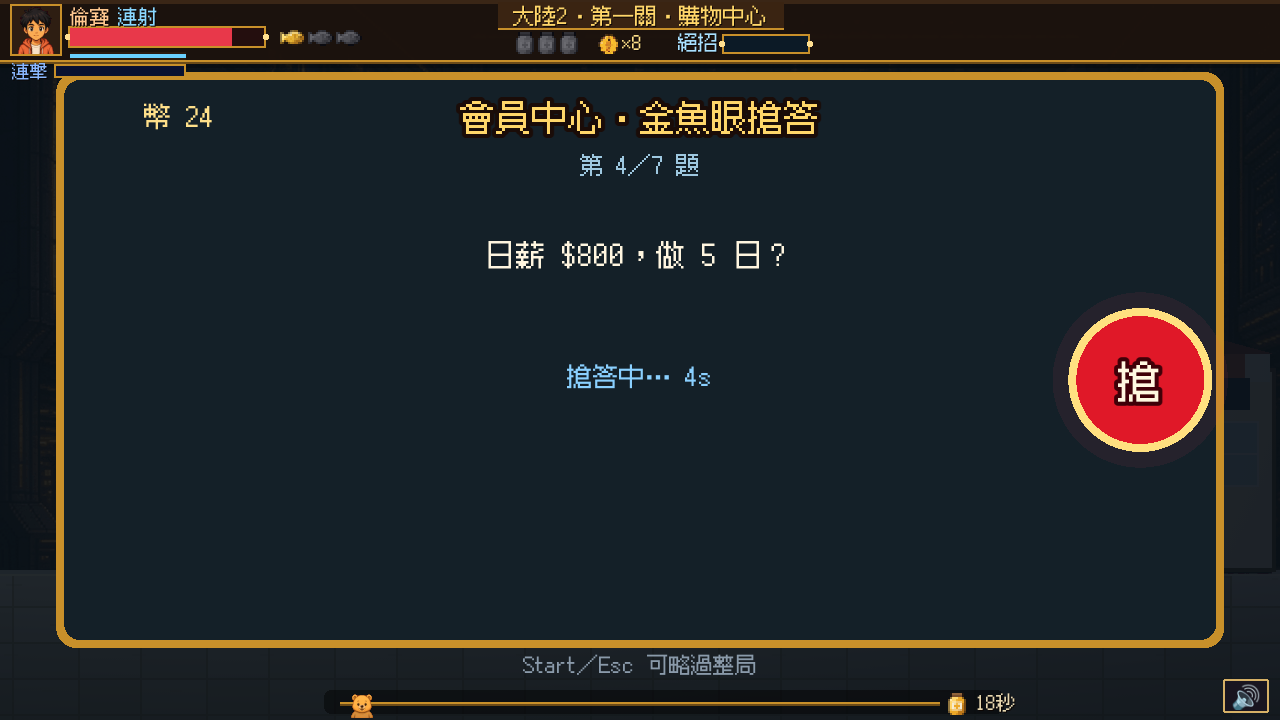 倫寶 連射
大陸2·第一關·購物中心
×8
絕招
連擊
幣 24
會員中心·金魚眼搶答
第 4/7 題
日薪 $800，做 5 日？
搶答中… 4s
搶
Start/Esc 可略過整局
18秒